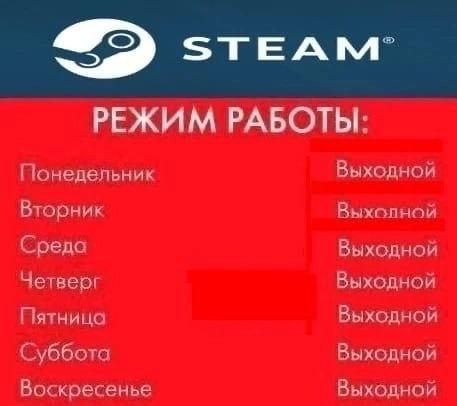 STEAM®
РЕЖИМ РАБОТЫ:
Понедельник Выходной
Вторник Выходной
Среда Выходной
Четверг Выходной
Пятница Выходной
Суббота Выходной
Воскресенье Выходной